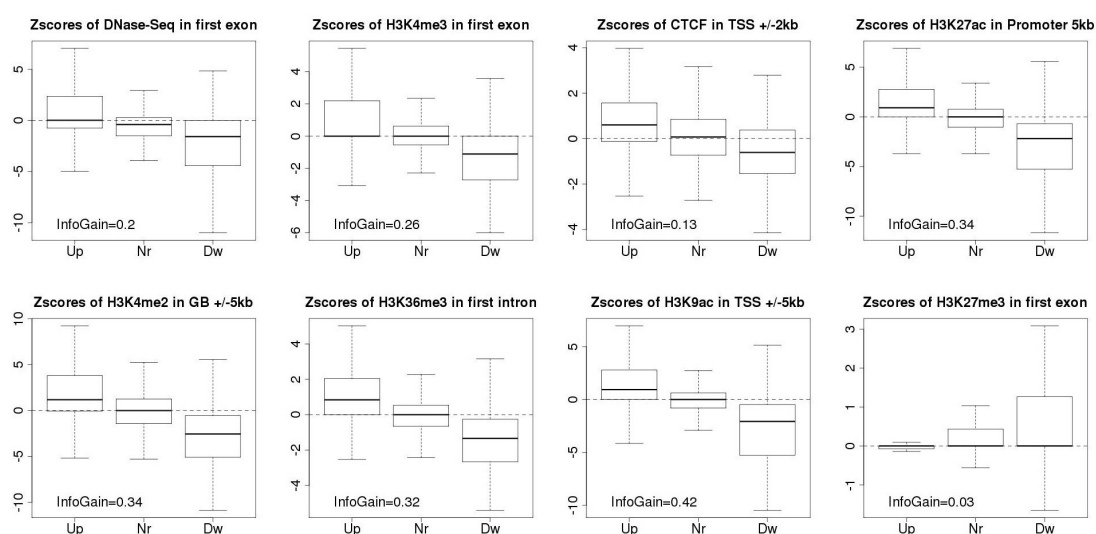 Zscores of DNase-Seq in first exon
5
0
-5
-10
InfoGain=0.2
Up Nr Dw
Zscores of H3K4me3 in first exon
4
2
0
-2
-4
-6
InfoGain=0.26
Up Nr Dw
Zscores of CTCF in TSS +/-2kb
4
2
0
-2
-4
InfoGain=0.13
Up Nr Dw
Zscores of H3K27ac in Promoter 5kb
5
0
-5
-10
InfoGain=0.34
Up Nr Dw
Zscores of H3K4me2 in GB +/-5kb
10
5
0
-5
-10
InfoGain=0.34
Up Nr Dw
Zscores of H3K36me3 in first intron
4
2
0
-2
-4
InfoGain=0.32
Up Nr Dw
Zscores of H3K9ac in TSS +/-5kb
5
0
-5
-10
InfoGain=0.42
Up Nr Dw
Zscores of H3K27me3 in first exon
3
2
1
0
-1
InfoGain=0.03
Up Nr Dw